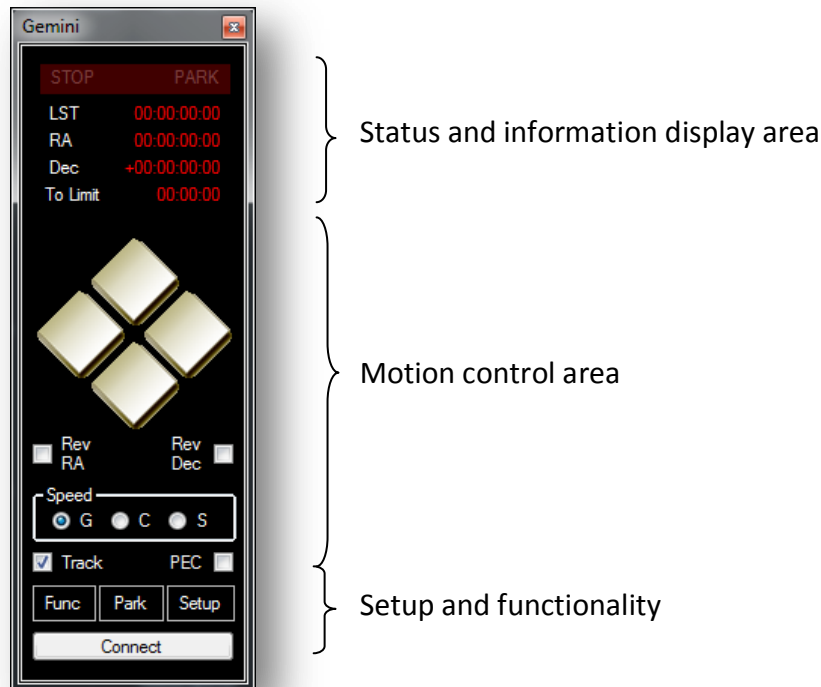 Gemini
STOP PARK
LST 00:00:00:00
RA 00:00:00:00
Dec +00:00:00:00
To Limit 00:00:00
Status and information display area
Motion control area
Rev RA
Rev Dec
Speed
G C S
Track PEC
Func Park Setup
Connect
Setup and functionality